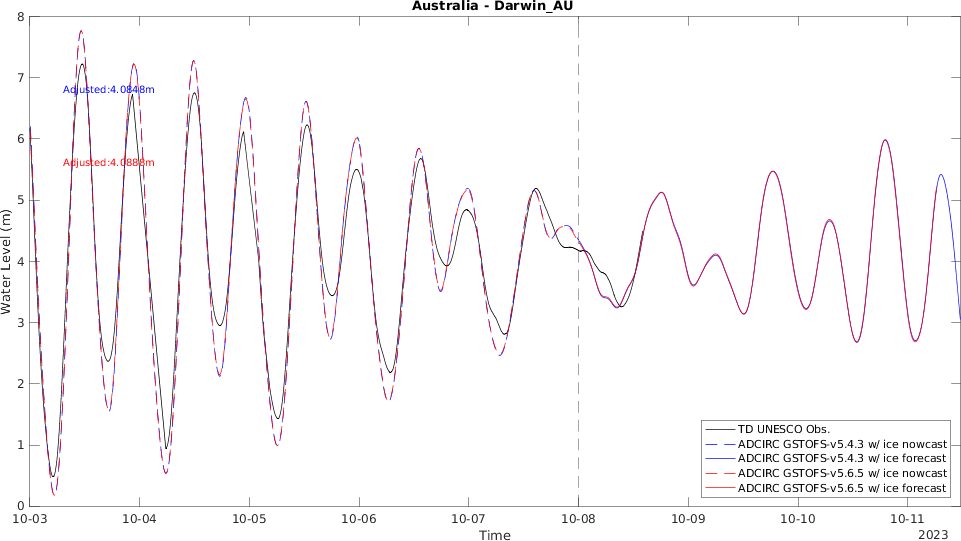 Australia - Darwin_AU
8
7
6
5
4
3
2
1
0
Water Level (m)
Adjusted:4.0848m
Adjusted:4.0888m
TD UNESCO Obs.
ADCIRC GSTOFS-v5.4.3 w/ ice nowcast
ADCIRC GSTOFS-v5.4.3 w/ ice forecast
ADCIRC GSTOFS-v5.6.5 w/ ice nowcast
ADCIRC GSTOFS-v5.6.5 w/ ice forecast
10-03 10-04 10-05 10-06 10-07 10-08 10-09 10-10 10-11
Time
2023